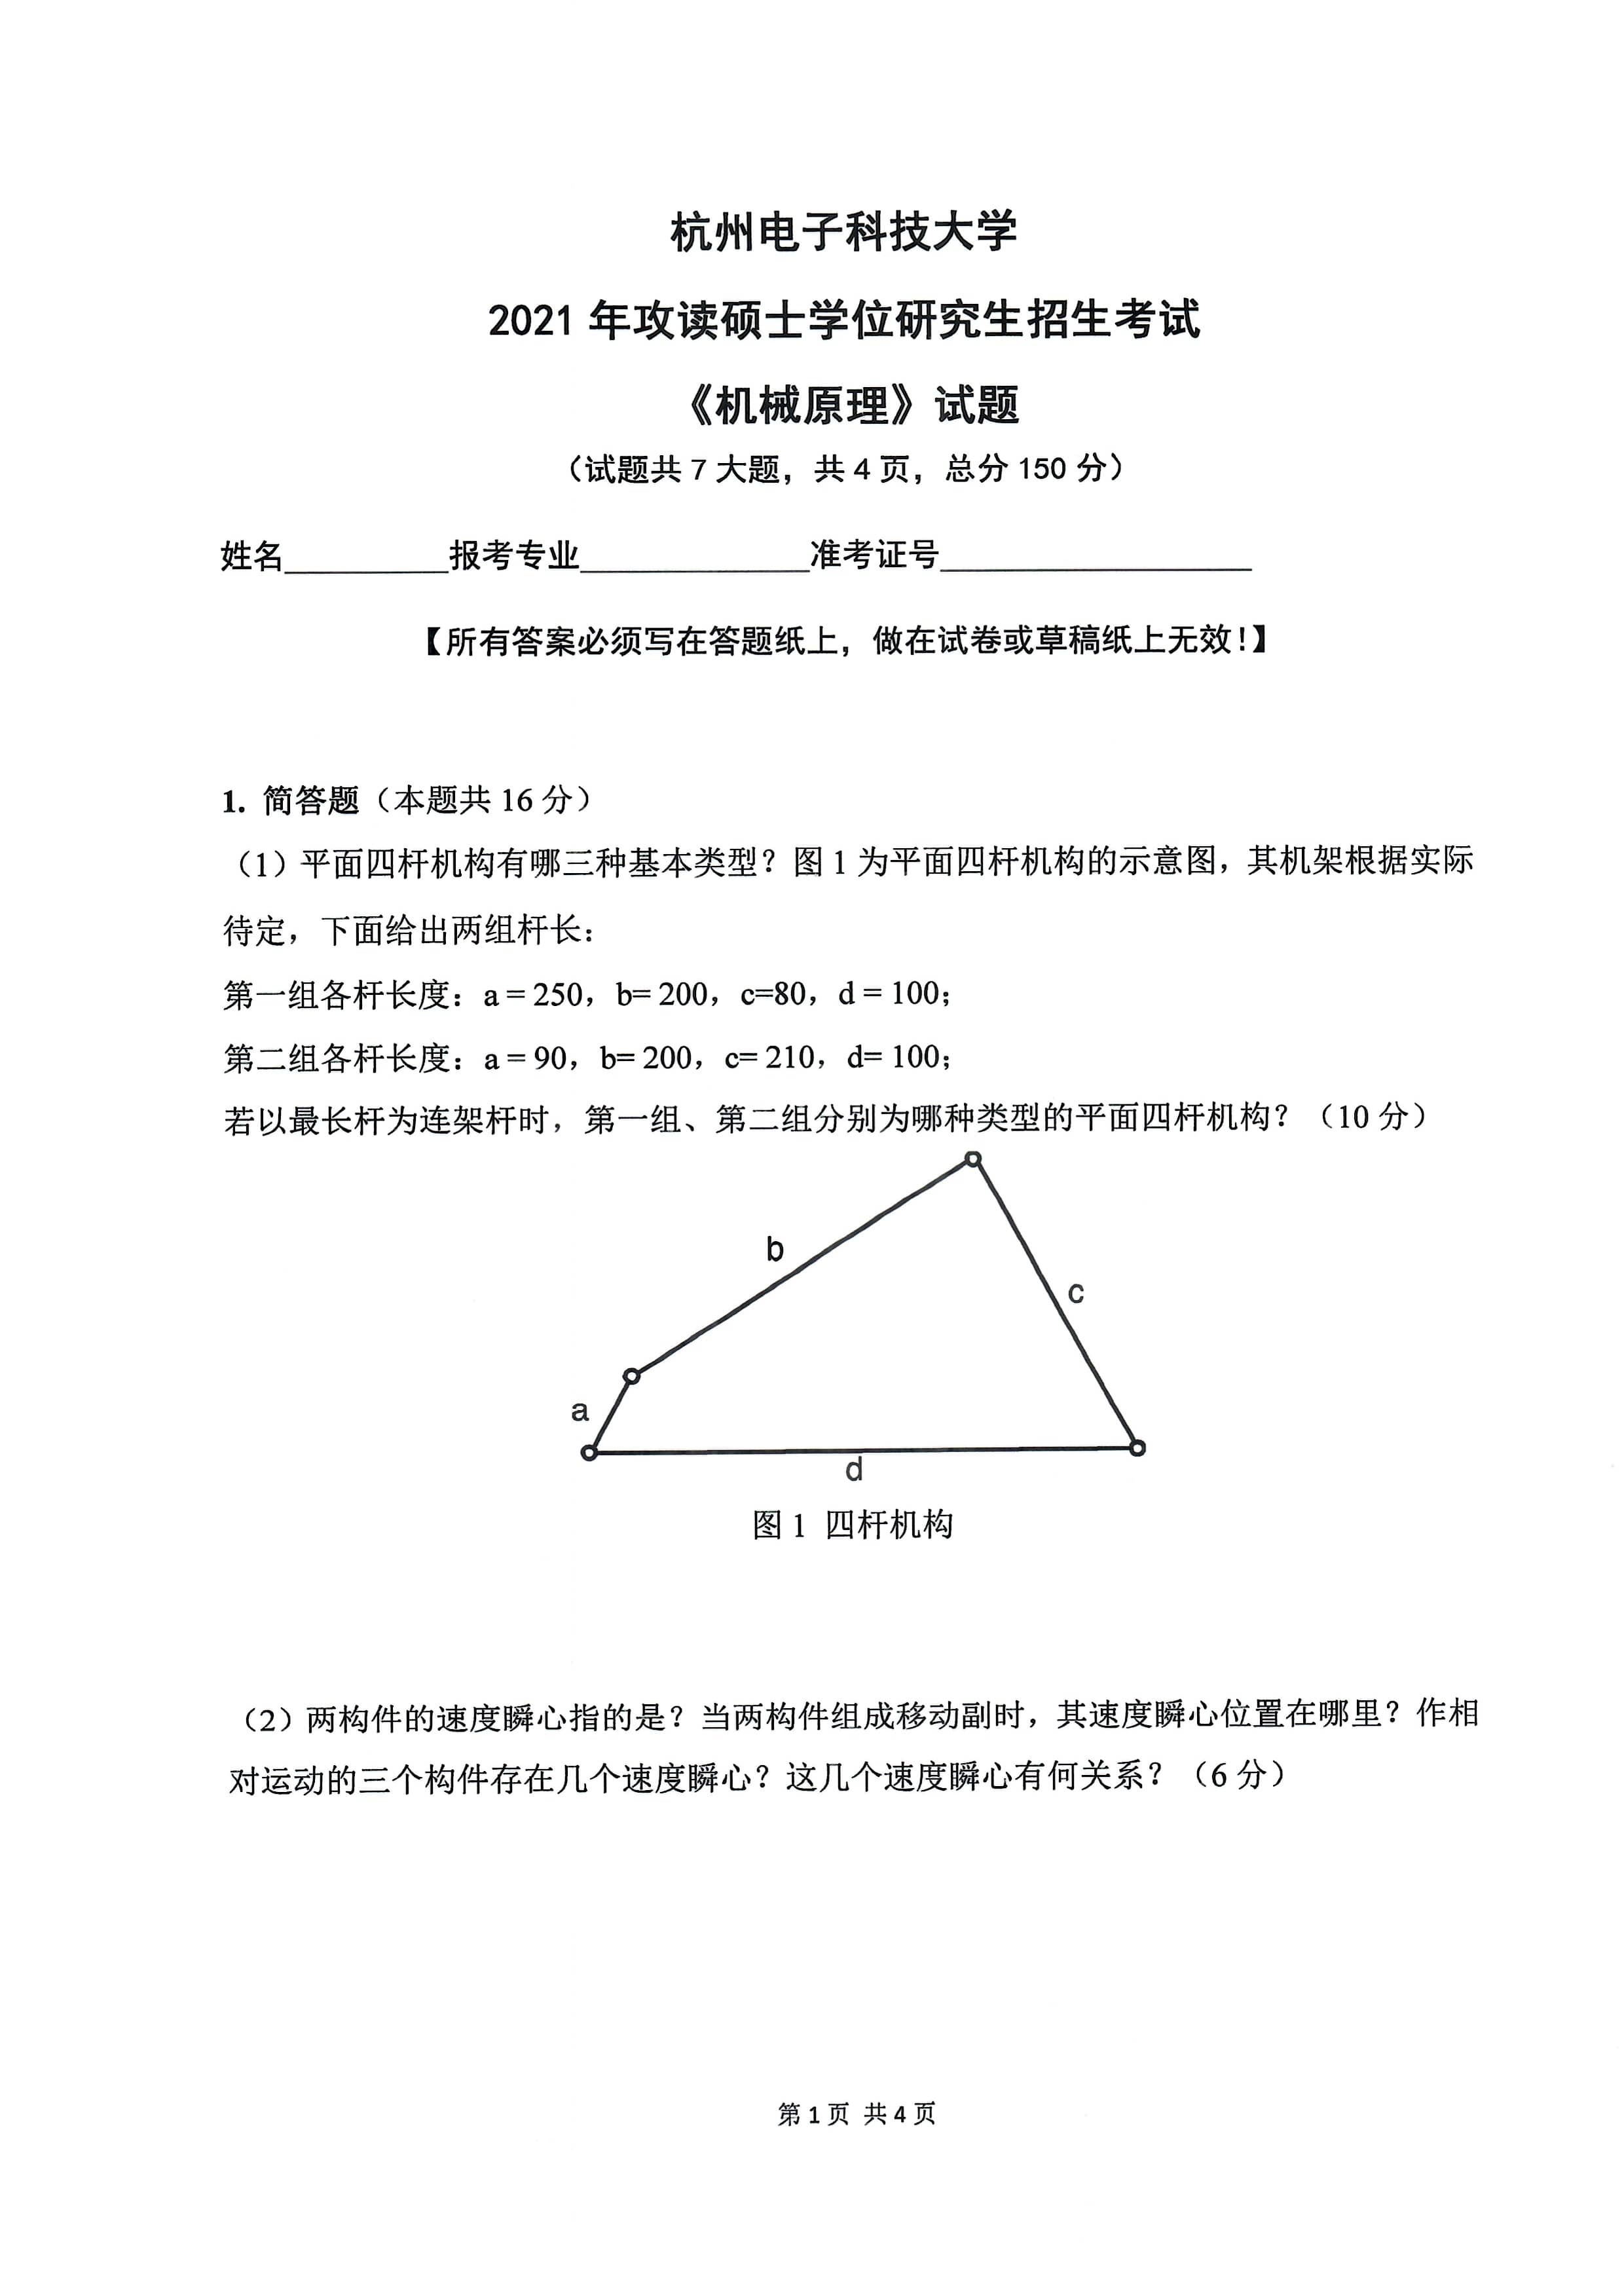 杭州电子科技大学
2021 年攻读硕士学位研究生招生考试
《机械原理》试题
（试题共 7 大题，共 4 页，总分 150 分）
姓名__________报考专业______________准考证号___________________
【所有答案必须写在答题纸上，做在试卷或草稿纸上无效!】
1. 简答题（本题共 16 分）
（1）平面四杆机构有哪三种基本类型？图 1 为平面四杆机构的示意图，其机架根据实际
待定，下面给出两组杆长：
第一组各杆长度：a = 250，b= 200，c=80，d = 100；
第二组各杆长度：a = 90，b= 200，c= 210，d= 100；
若以最长杆为连架杆时，第一组、第二组分别为哪种类型的平面四杆机构？（10 分）
b
c
a
d
图 1 四杆机构
（2）两构件的速度瞬心指的是？当两构件组成移动副时，其速度瞬心位置在哪里？作相
对运动的三个构件存在几个速度瞬心？这几个速度瞬心有何关系？（6 分）
第 1 页 共 4 页